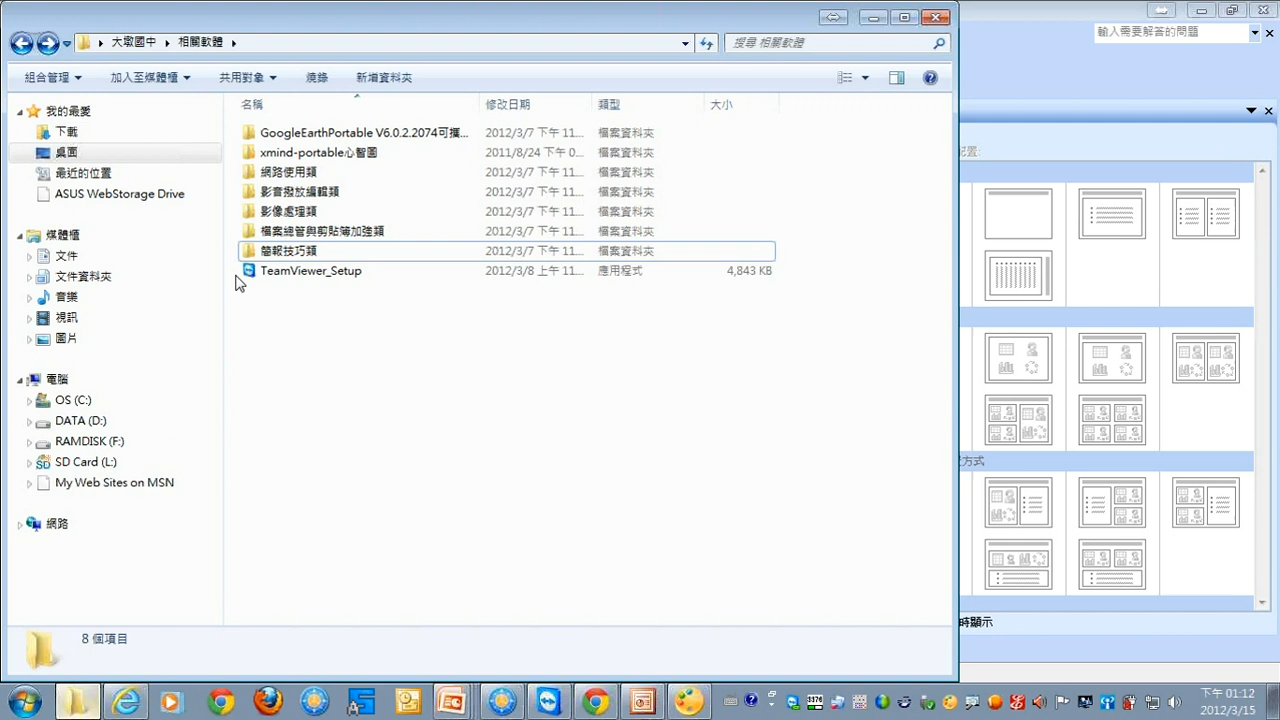 大墩國中 ▸ 相關軟體 ▸
搜尋 相關軟體
輸入需要解答的問題
組合管理 加入至媒體櫃 共用對象 燒錄 新增資料夾
我的最愛
下載
桌面
最近的位置
ASUS WebStorage Drive
媒體櫃
文件
文件資料夾
音樂
視訊
圖片
電腦
OS (C:)
DATA (D:)
RAMDISK (F:)
SD Card (L:)
My Web Sites on MSN
網路
名稱 修改日期 類型 大小
GoogleEarthPortable V6.0.2.2074可攜... 2012/3/7 下午 11... 檔案資料夾
xmind-portable心智圖 2011/8/24 下午 0... 檔案資料夾
網路使用類 2012/3/7 下午 11... 檔案資料夾
影音撥放編輯類 2012/3/7 下午 11... 檔案資料夾
影像處理類 2012/3/7 下午 11... 檔案資料夾
檔案總管與剪貼簿加強類 2012/3/7 下午 11... 檔案資料夾
簡報技巧類 2012/3/7 下午 11... 檔案資料夾
TeamViewer_Setup 2012/3/8 上午 11... 應用程式 4,843 KB
配置:
方式
時顯示
8 個項目
下午 01:12
2012/3/15